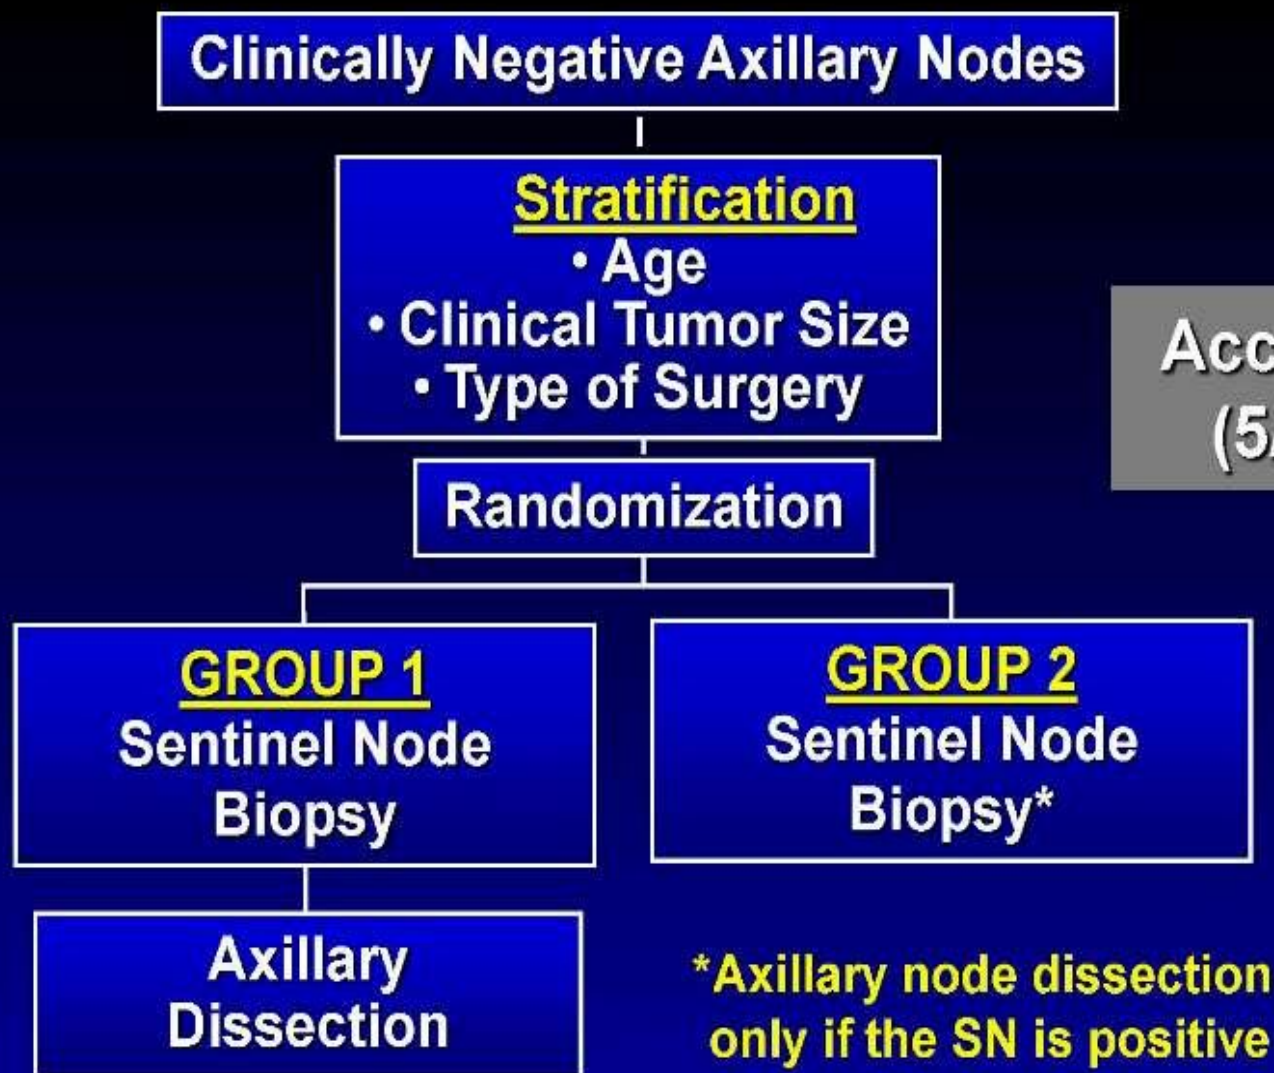 Clinically Negative Axillary Nodes
Stratification
• Age
• Clinical Tumor Size
• Type of Surgery
Randomization
GROUP 1
Sentinel Node
Biopsy
GROUP 2
Sentinel Node
Biopsy*
Axillary
Dissection
*Axillary node dissection
only if the SN is positive